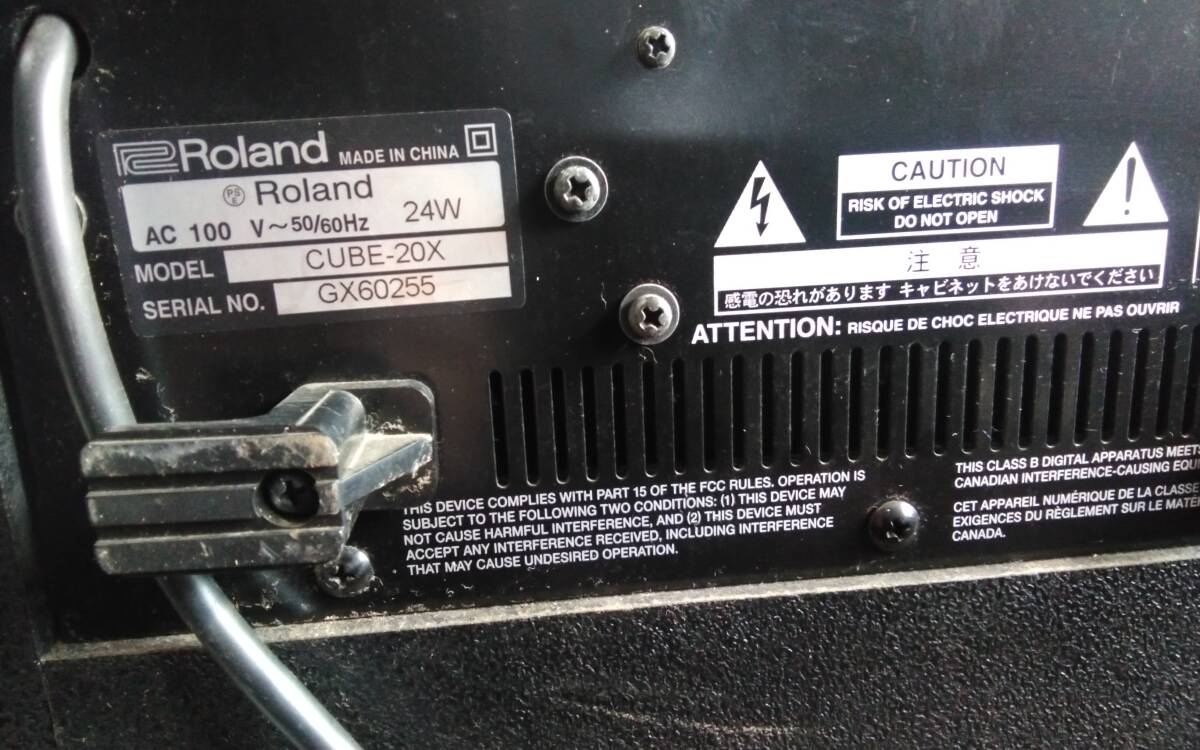 Roland MADE IN CHINA
PS E Roland
AC 100 V～50/60Hz 24W
MODEL CUBE-20X
SERIAL NO. GX60255
CAUTION
RISK OF ELECTRIC SHOCK
DO NOT OPEN
注 意
感電の恐れがあります キャビネットをあけないでください
ATTENTION: RISQUE DE CHOC ELECTRIQUE NE PAS OUVRIR
THIS DEVICE COMPLIES WITH PART 15 OF THE FCC RULES. OPERATION IS
SUBJECT TO THE FOLLOWING TWO CONDITIONS: (1) THIS DEVICE MAY
NOT CAUSE HARMFUL INTERFERENCE, AND (2) THIS DEVICE MUST
ACCEPT ANY INTERFERENCE RECEIVED, INCLUDING INTERFERENCE
THAT MAY CAUSE UNDESIRED OPERATION.
THIS CLASS B DIGITAL APPARATUS MEETS
CANADIAN INTERFERENCE-CAUSING EQUI
CET APPAREIL NUMÉRIQUE DE LA CLASSE
EXIGENCES DU RÈGLEMENT SUR LE MATÉ
CANADA.